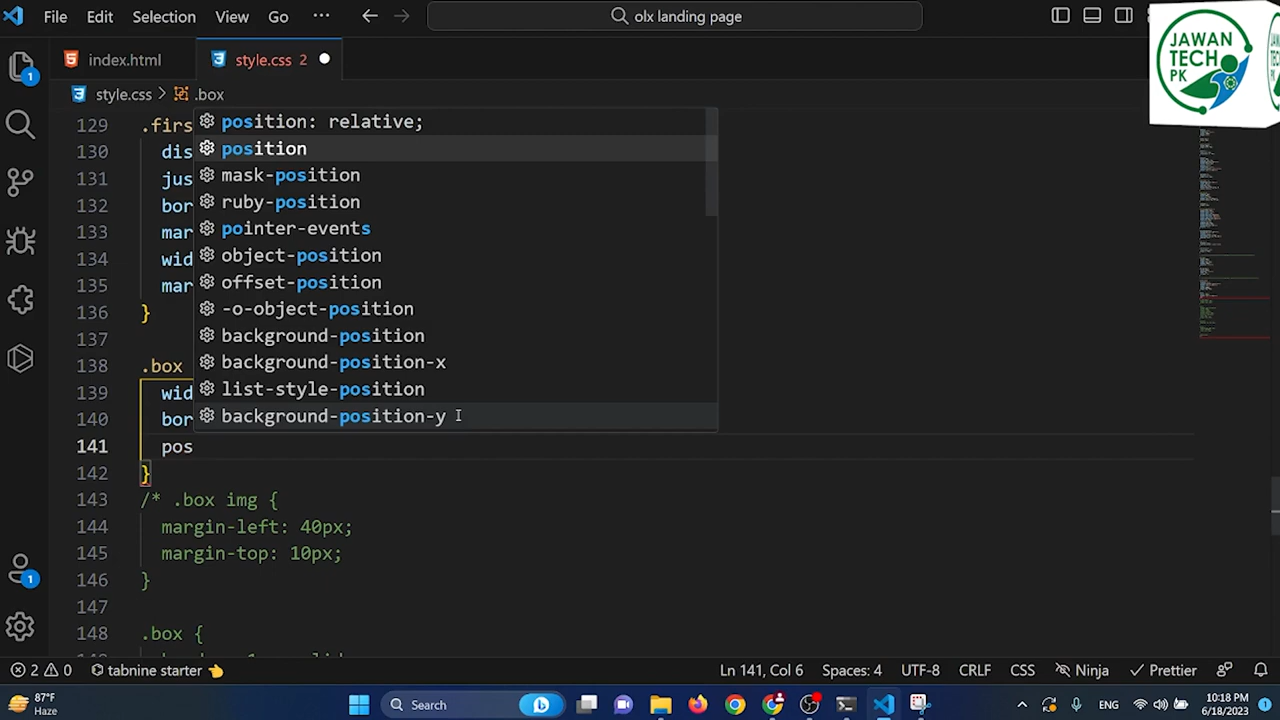 File Edit Selection View Go ··· olx landing page
JAWAN
TECH
PK
index.html style.css 2
style.css > .box
129 .firs
130 dis
131 jus
132 bor
133 mar
134 wid
135 mar
136 }
137
138 .box
139 wid
140 bor
141 pos
142 }
143 /* .box img {
144 margin-left: 40px;
145 margin-top: 10px;
146 }
147
148 .box {
position: relative;
position
mask-position
ruby-position
pointer-events
object-position
offset-position
-o-object-position
background-position
background-position-x
list-style-position
background-position-y
1
1
2 0 tabnine starter Ln 141, Col 6 Spaces: 4 UTF-8 CRLF CSS Ninja Prettier
87°F
Haze
Search
ENG
10:18 PM
6/18/2023
1